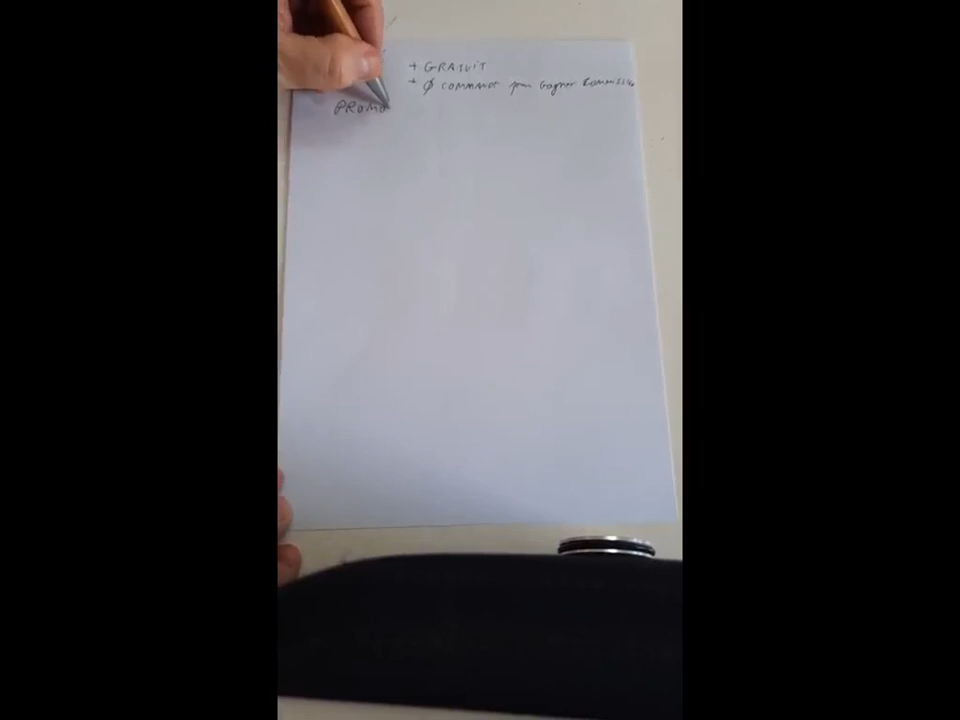 + GRATUIT
+ Ø COMMANDE pour Gagner
PROMO